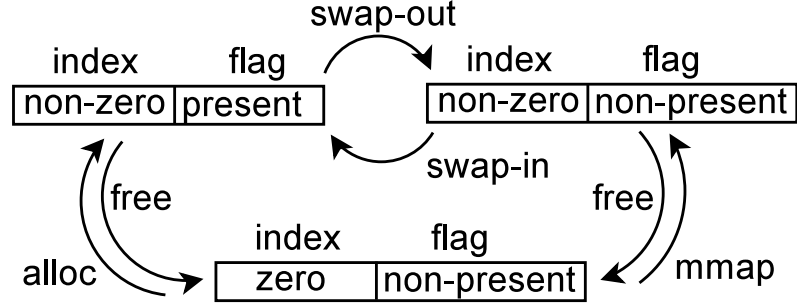 swap-out
index flag
non-zero present
index flag
non-zero non-present
swap-in
free
free
alloc
mmap
index flag
zero non-present